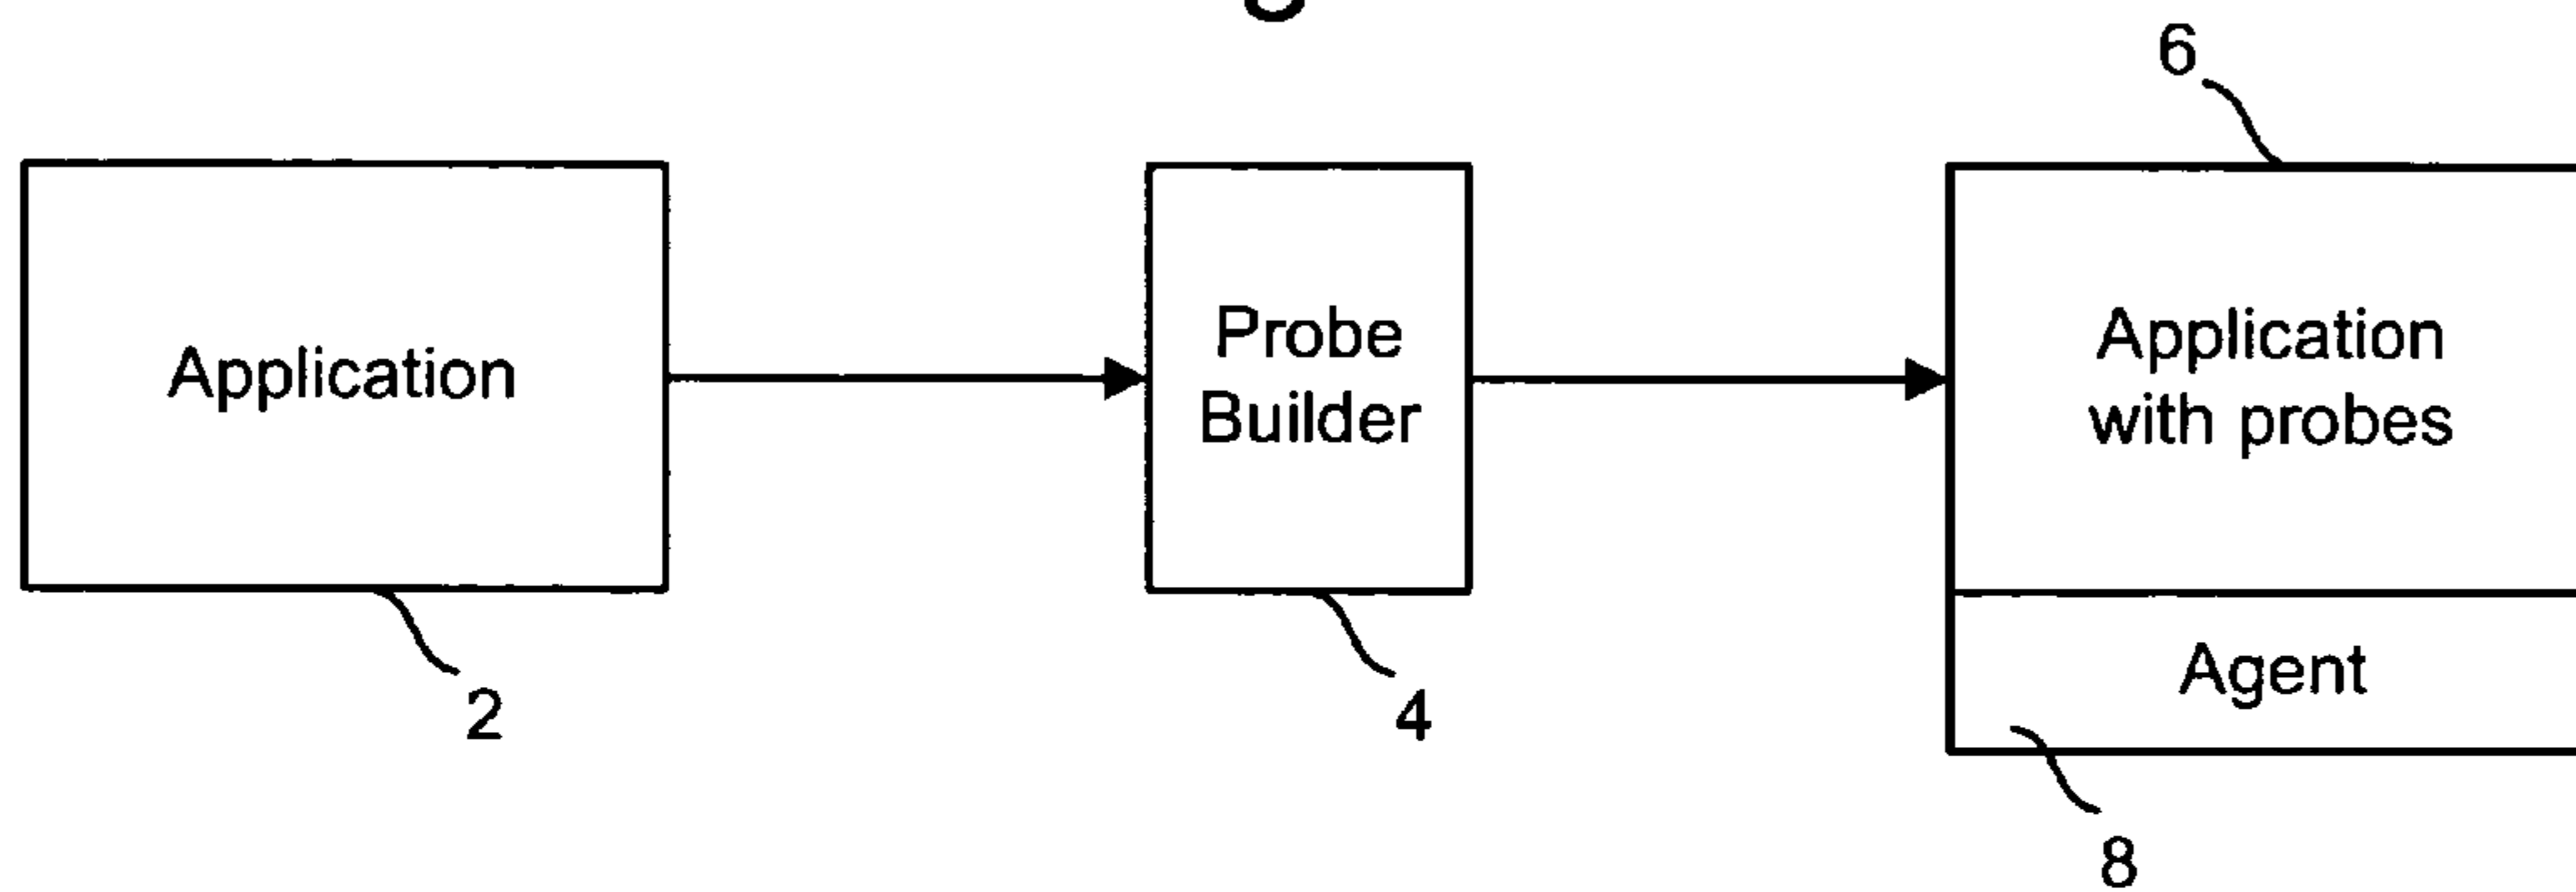 6
Application
Probe
Builder
Application
with probes
Agent
2
4
8